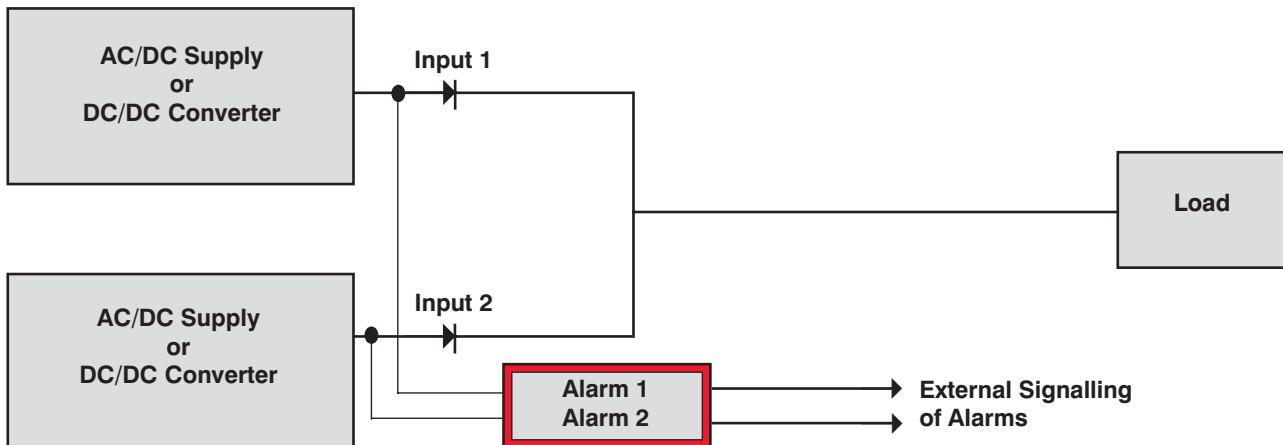 AC/DC Supply
or
DC/DC Converter
Input 1
Load
AC/DC Supply
or
DC/DC Converter
Input 2
Alarm 1
Alarm 2
External Signalling
of Alarms